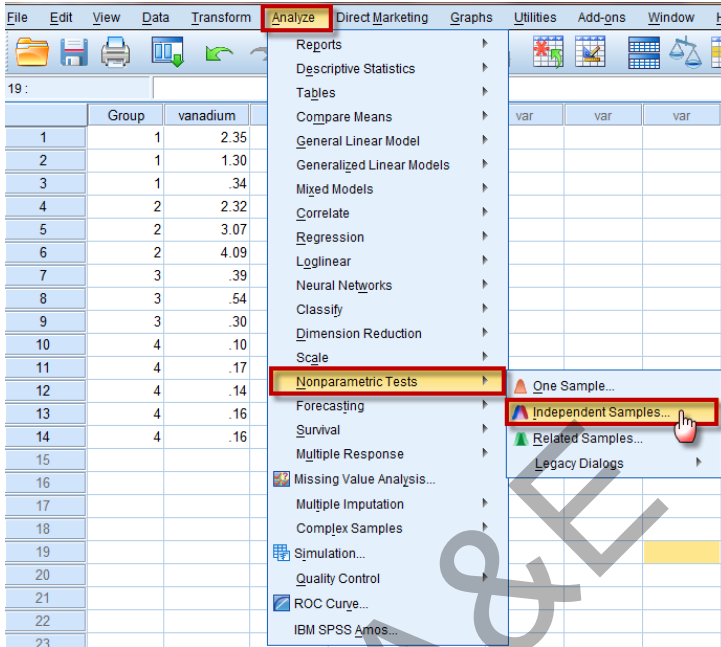 File Edit View Data Transform Analyze Direct Marketing Graphs Utilities Add-ons Window
19 :
Group vanadium var var var
1 1 2.35
2 1 1.30
3 1 .34
4 2 2.32
5 2 3.07
6 2 4.09
7 3 .39
8 3 .54
9 3 .30
10 4 .10
11 4 .17
12 4 .14
13 4 .16
14 4 .16
15
16
17
18
19
20
21
22
23
Reports
Descriptive Statistics
Tables
Compare Means
General Linear Model
Generalized Linear Models
Mixed Models
Correlate
Regression
Loglinear
Neural Networks
Classify
Dimension Reduction
Scale
Nonparametric Tests
Forecasting
Survival
Multiple Response
Missing Value Analysis...
Multiple Imputation
Complex Samples
Simulation...
Quality Control
ROC Curve...
IBM SPSS Amos...
One Sample...
Independent Samples...
Related Samples...
Legacy Dialogs
&E